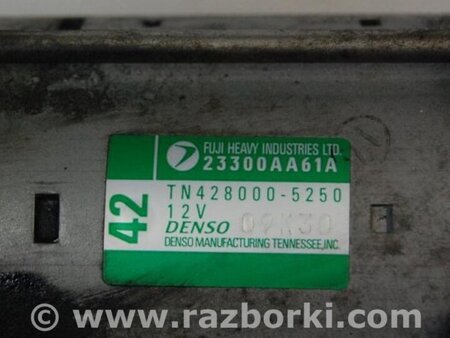 FUJI HEAVY INDUSTRIES LTD.
23300AA61A
42
TN428000-5250
12V
DENSO 09K30
DENSO MANUFACTURING TENNESSEE,INC.
www.razborki.com